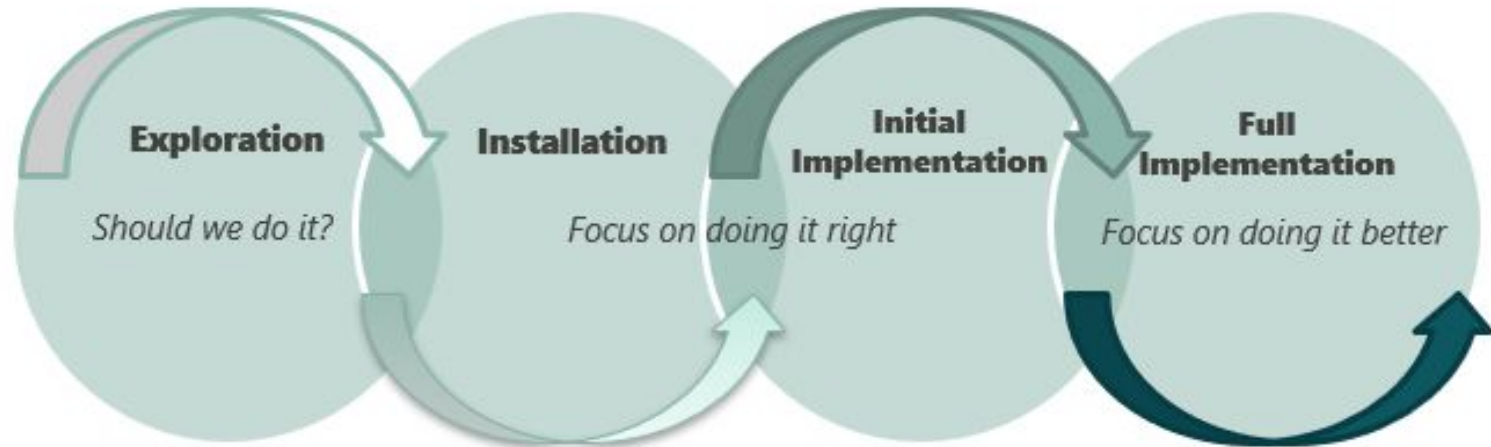 Exploration
Should we do it?
Installation
Initial
Implementation
Focus on doing it right
Full
Implementation
Focus on doing it better